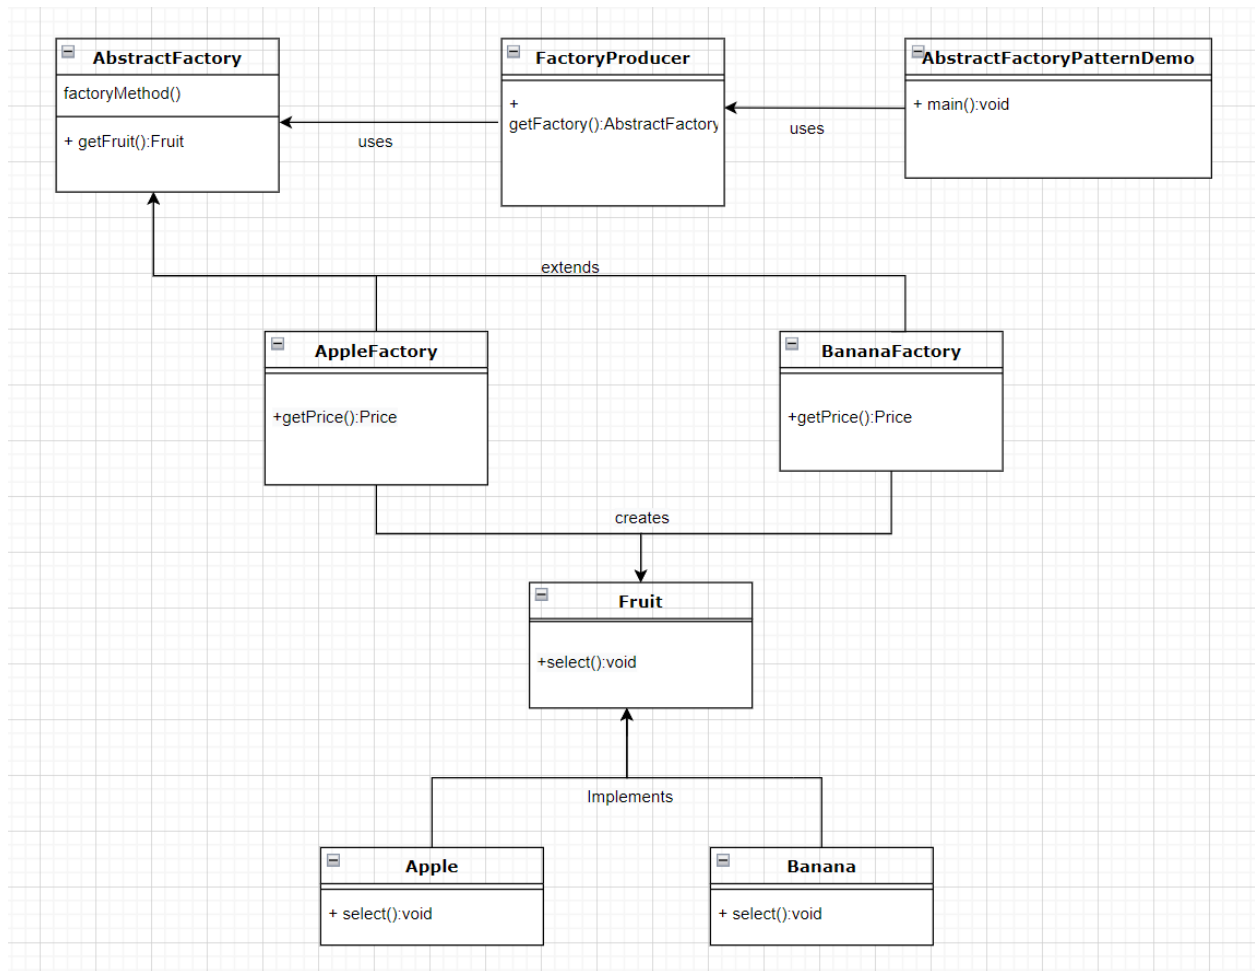 AbstractFactory
factoryMethod()
+ getFruit():Fruit
uses
FactoryProducer
+
getFactory():AbstractFactory
uses
AbstractFactoryPatternDemo
+ main():void
extends
AppleFactory
+getPrice():Price
BananaFactory
+getPrice():Price
creates
Fruit
+select():void
Implements
Apple
+ select():void
Banana
+ select():void